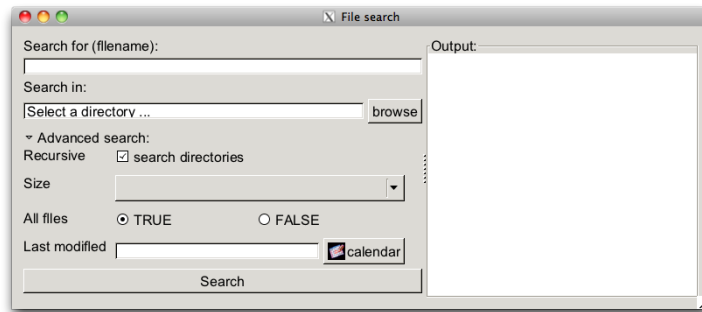 File search
Search for (filename):
Output:
Search in:
Select a directory ...
browse
Advanced search:
Recursive
search directories
Size
All files
TRUE
FALSE
Last modified
calendar
Search